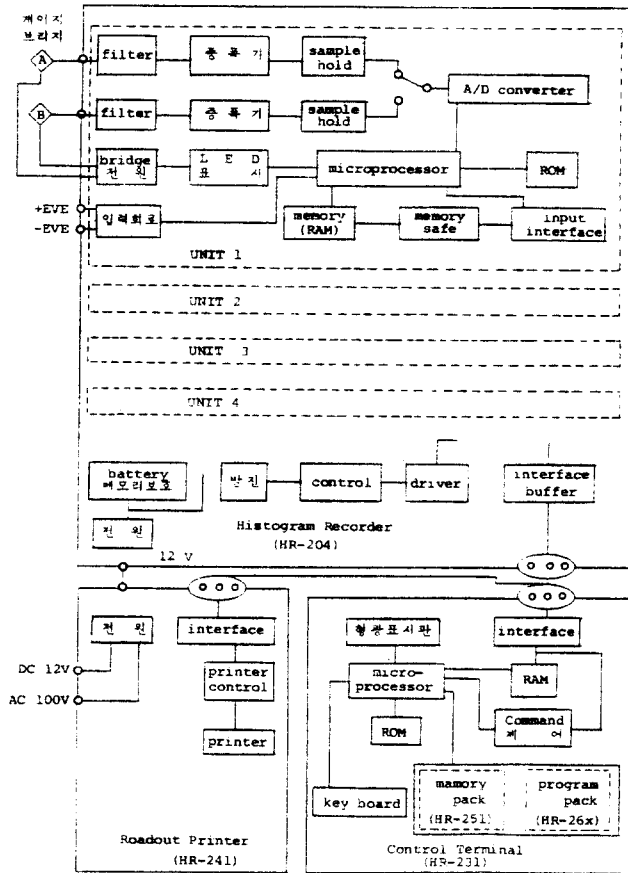 게이지
브리지
A
filter
증 폭 기
sample
hold
A/D converter
B
filter
증 폭 기
sample
hold
bridge
전 원
L E D
표 시
microprocessor
ROM
+EVE
-EVE
입력회로
memory
(RAM)
memory
safe
input
interface
UNIT 1
UNIT 2
UNIT 3
UNIT 4
battery
메모리보호
발진
control
driver
interface
buffer
전 원
Histogram Recorder
(HR-204)
12 V
전 원
interface
형광표시판
interface
DC 12V
AC 100V
printer
control
micro-
processor
RAM
printer
ROM
Command
제 어
key board
mamory
pack
(HR-251)
program
pack
(HR-26x)
Roadout Printer
(HR-241)
Control Terminal
(HR-231)